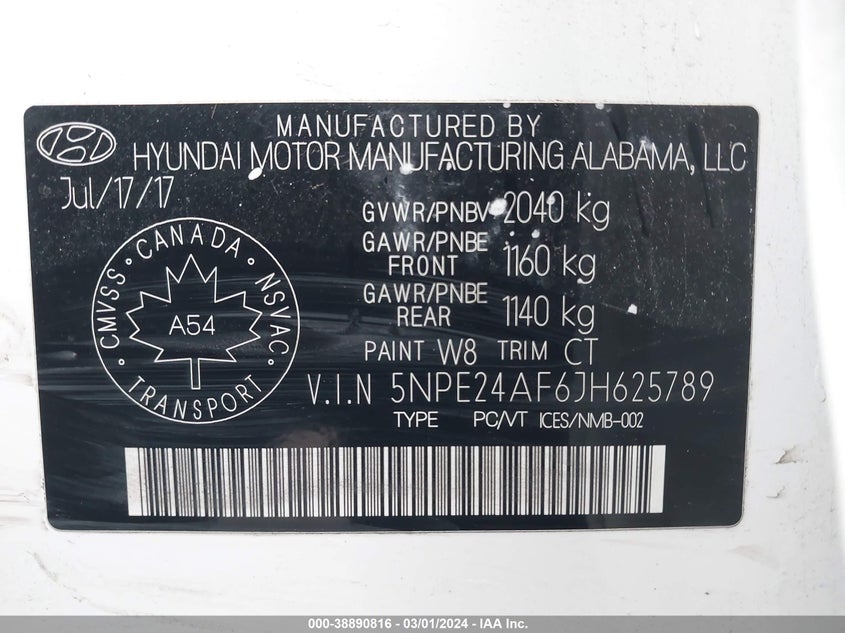 MANUFACTURED BY
HYUNDAI MOTOR MANUFACTURING ALABAMA, LLC
Jul/17/17
GVWR/PNBV 2040 kg
GAWR/PNBE
FRONT 1160 kg
GAWR/PNBE
REAR 1140 kg
CANADA
CMVSS · NSVAC
A54
TRANSPORT
PAINT W8 TRIM CT
V.I.N 5NPE24AF6JH625789
TYPE PC/VT ICES/NMB-002
000-38890816 - 03/01/2024 - IAA Inc.